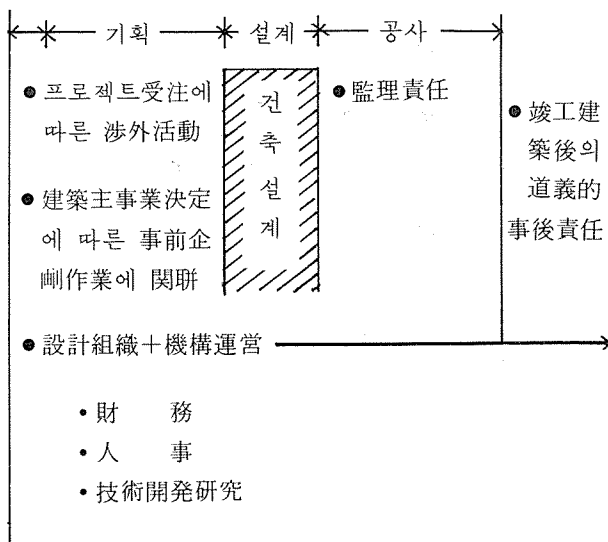 기획 설계 공사
● 프로젝트受注에
따른 渉外活動
● 建築主事業決定
에 따른 事前企
劃作業에 関聠
건축설계
● 監理責任
● 竣工建
築後의
道義的
事後責任
● 設計組織+機構運営
• 財 務
• 人 事
• 技術開発研究